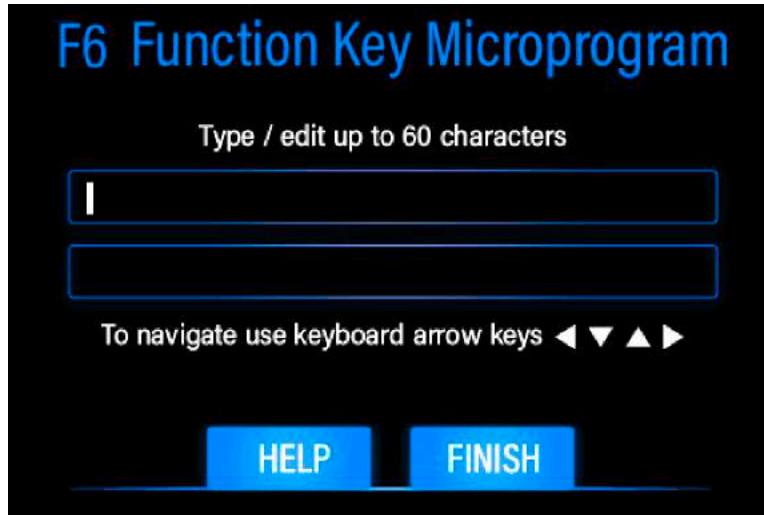 F6 Function Key Microprogram
Type / edit up to 60 characters
To navigate use keyboard arrow keys ◀ ▼ ▲ ▶
HELP FINISH